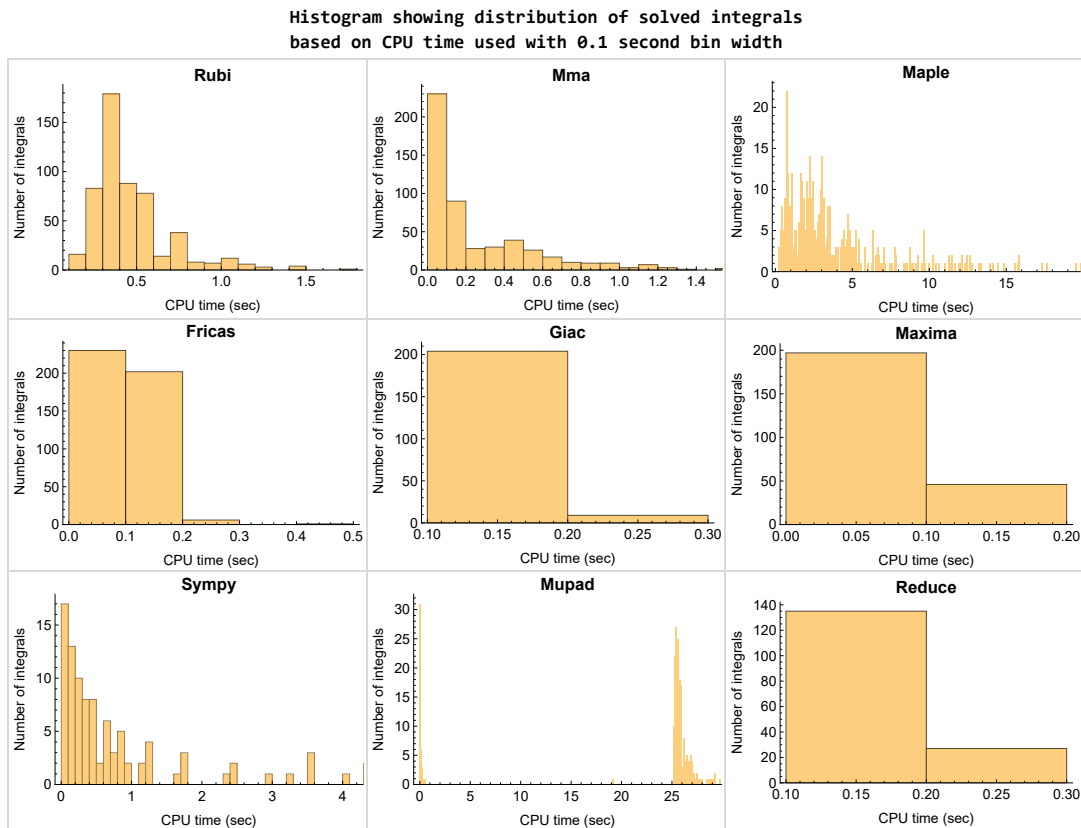 Histogram showing distribution of solved integrals
based on CPU time used with 0.1 second bin width
Rubi
Number of integrals
150
100
50
0
0.5
1.0
1.5
CPU time (sec)
Mma
Number of integrals
200
150
100
50
0
0.0 0.2 0.4 0.6 0.8 1.0 1.2 1.4
CPU time (sec)
Maple
Number of integrals
20
15
10
5
0
0 5 10 15
CPU time (sec)
Fricas
Number of integrals
200
150
100
50
0
0.0 0.1 0.2 0.3 0.4 0.5
CPU time (sec)
Giac
Number of integrals
200
150
100
50
0
0.10 0.20 0.30
CPU time (sec)
Maxima
Number of integrals
200
150
100
50
0
0.00 0.05 0.10 0.15 0.20
CPU time (sec)
Sympy
Number of integrals
15
10
5
0
0 1 2 3 4
CPU time (sec)
Mupad
Number of integrals
30
25
20
15
10
5
0
0 5 10 15 20 25
CPU time (sec)
Reduce
Number of integrals
140
120
100
80
60
40
20
0
0.10 0.15 0.20 0.25 0.30
CPU time (sec)